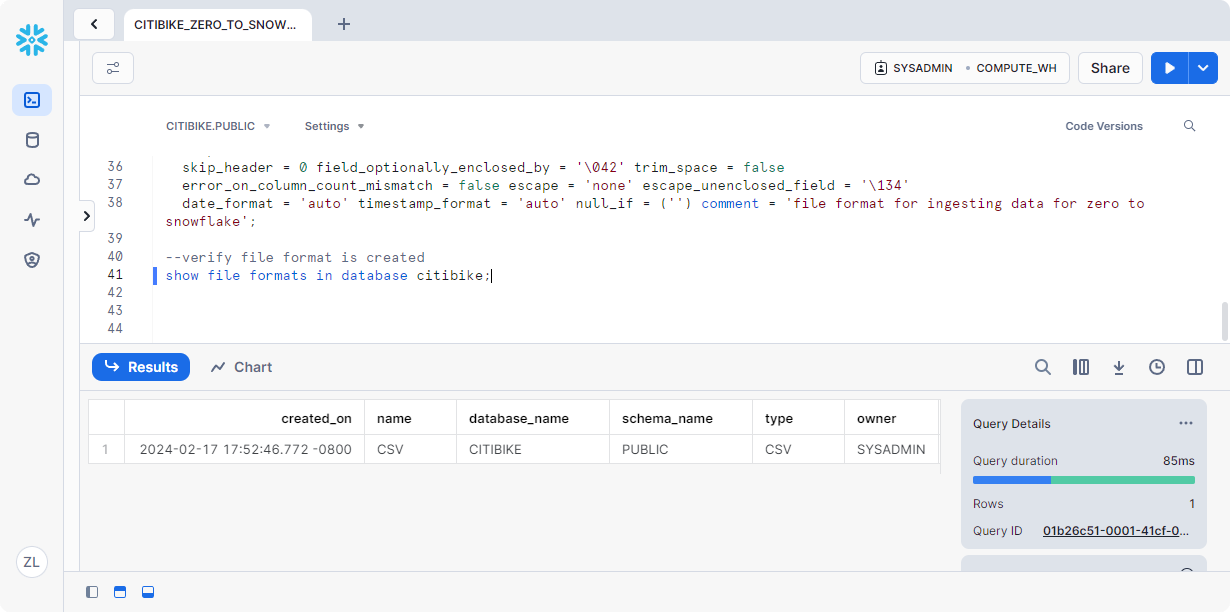 CITIBIKE_ZERO_TO_SNOW...
SYSADMIN COMPUTE_WH
Share
CITIBIKE.PUBLIC
Settings
Code Versions
36 skip_header = 0 field_optionally_enclosed_by = '\042' trim_space = false
37 error_on_column_count_mismatch = false escape = 'none' escape_unenclosed_field = '\134'
38 date_format = 'auto' timestamp_format = 'auto' null_if = ('') comment = 'file format for ingesting data for zero to
snowflake';
39
40 --verify file format is created
41 show file formats in database citibike;
42
43
44
Results
Chart
created_on name database_name schema_name type owner
1 2024-02-17 17:52:46.772 -0800 CSV CITIBIKE PUBLIC CSV SYSADMIN
Query Details
Query duration 85ms
Rows 1
Query ID 01b26c51-0001-41cf-0...
ZL